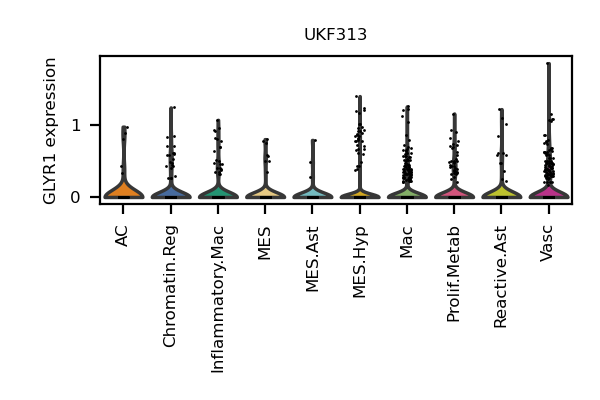 UKF313
GLYR1 expression
1
0
AC
Chromatin.Reg
Inflammatory.Mac
MES
MES.Ast
MES.Hyp
Mac
Prolif.Metab
Reactive.Ast
Vasc